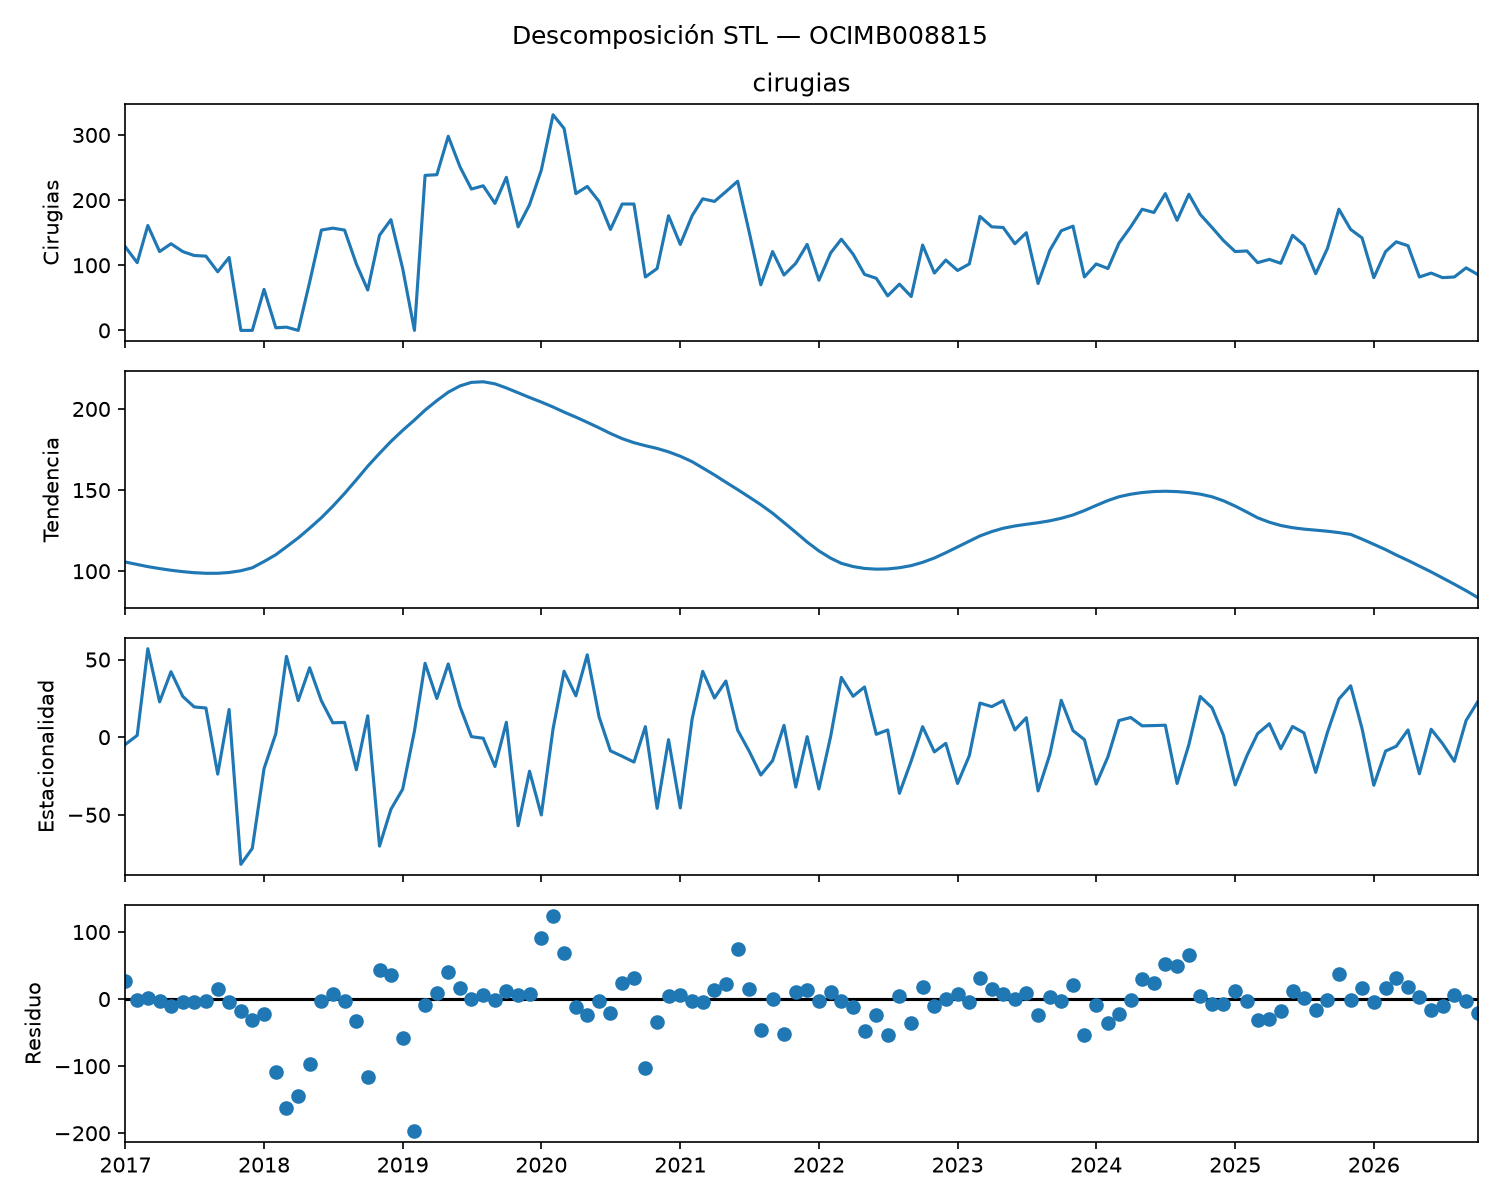 Descomposición STL — OCIMB008815
cirugias
Cirugias
300
200
100
0
Tendencia
200
150
100
Estacionalidad
50
0
−50
Residuo
100
0
−100
−200
2017 2018 2019 2020 2021 2022 2023 2024 2025 2026